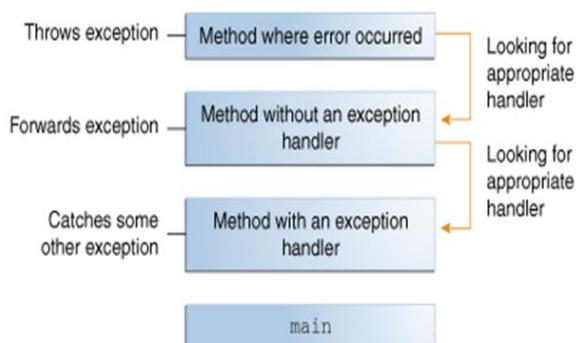 Throws exception
Method where error occurred
Looking for
appropriate
handler
Forwards exception
Method without an exception
handler
Looking for
appropriate
handler
Catches some
other exception
Method with an exception
handler
main